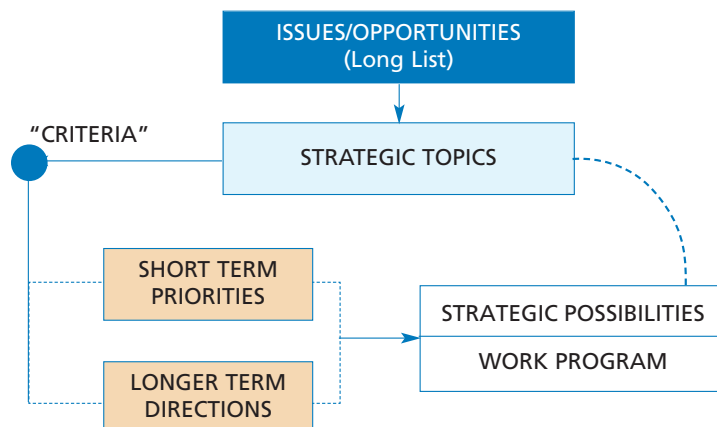 ISSUES/OPPORTUNITIES
(Long List)
“CRITERIA”
STRATEGIC TOPICS
SHORT TERM
PRIORITIES
STRATEGIC POSSIBILITIES
WORK PROGRAM
LONGER TERM
DIRECTIONS